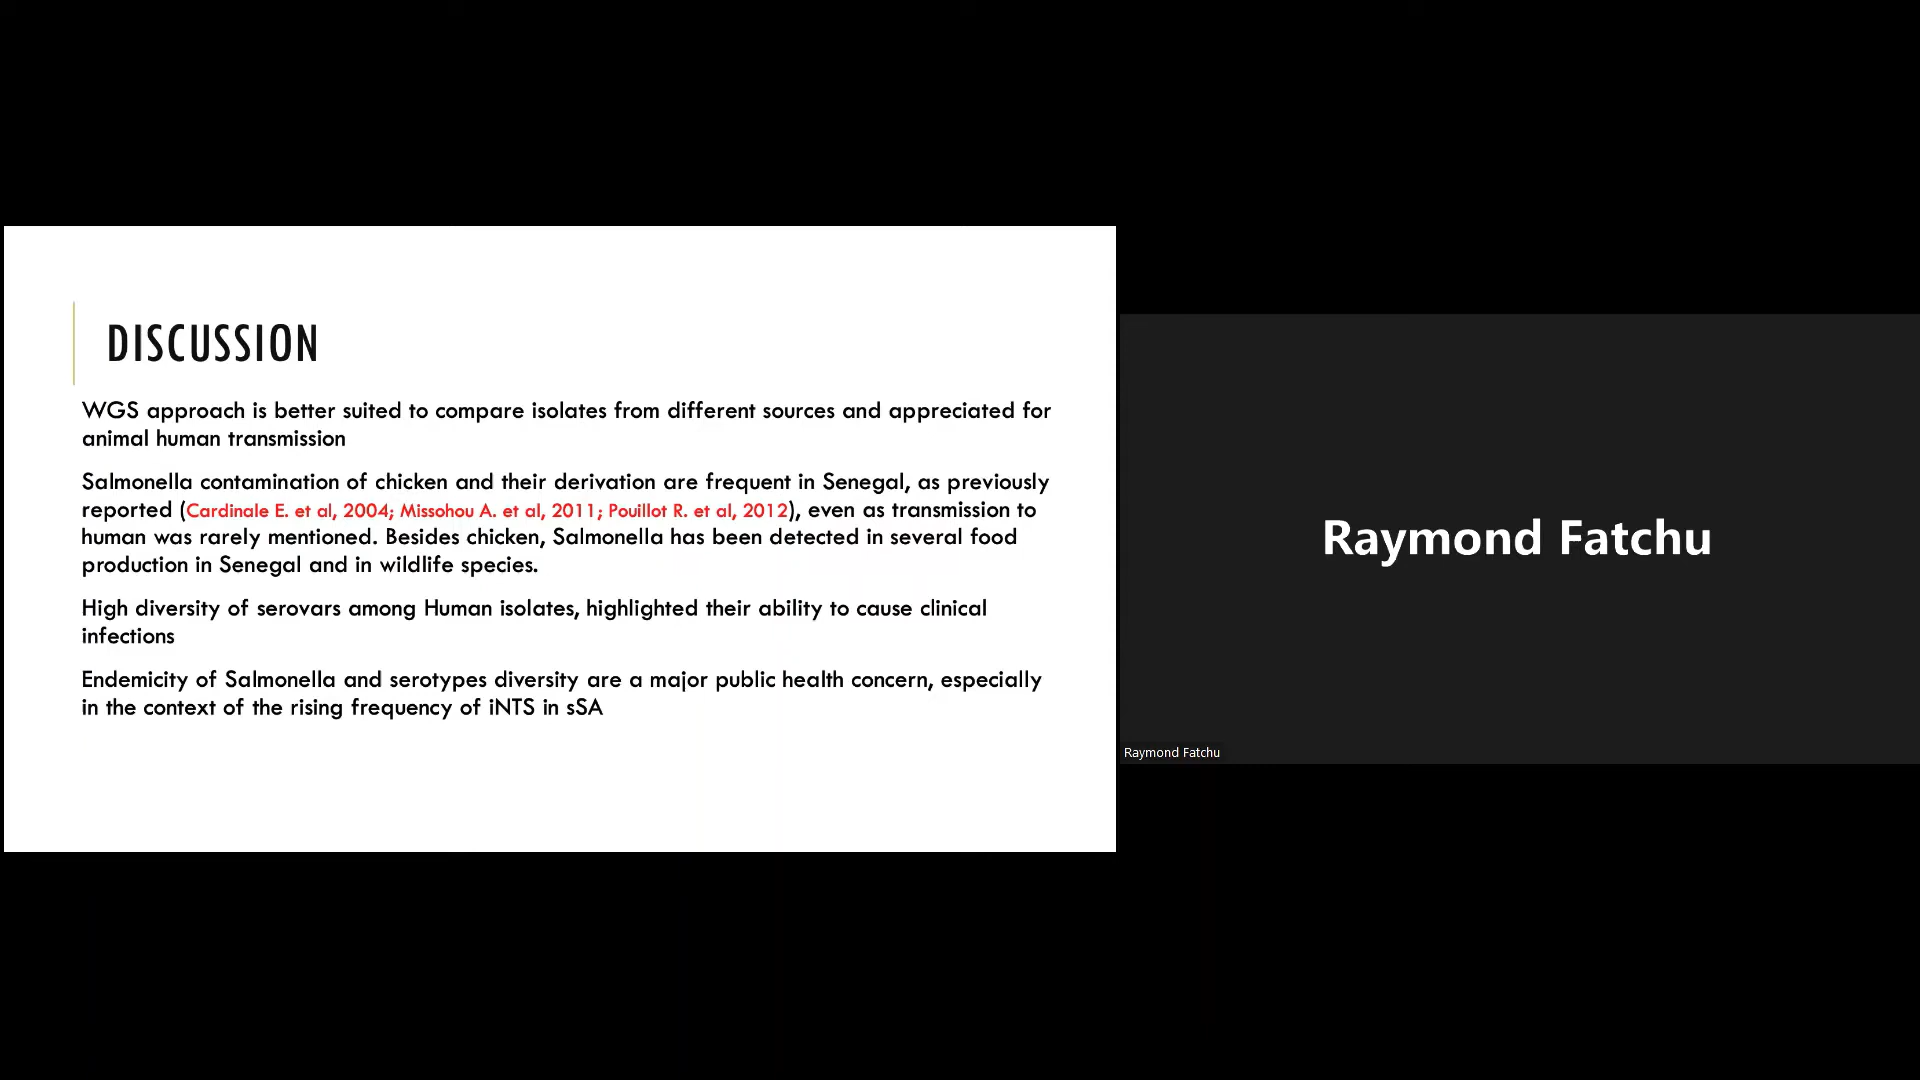 DISCUSSION
WGS approach is better suited to compare isolates from different sources and appreciated for
animal human transmission
Salmonella contamination of chicken and their derivation are frequent in Senegal, as previously
reported (Cardinale E. et al, 2004; Missohou A. et al, 2011; Pouillot R. et al, 2012), even as transmission to
human was rarely mentioned. Besides chicken, Salmonella has been detected in several food
production in Senegal and in wildlife species.
High diversity of serovars among Human isolates, highlighted their ability to cause clinical
infections
Endemicity of Salmonella and serotypes diversity are a major public health concern, especially
in the context of the rising frequency of iNTS in sSA
Raymond Fatchu
Raymond Fatchu